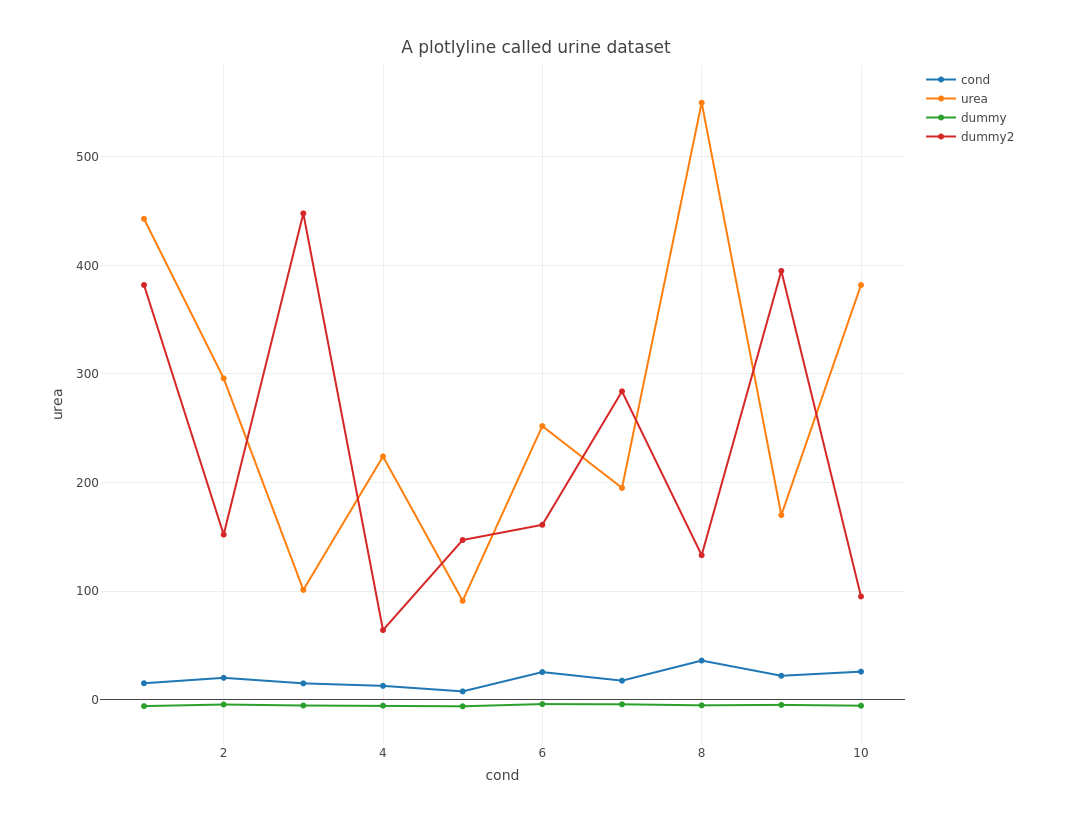 A plotlyline called urine dataset
cond
urea
dummy
dummy2
500
400
300
200
100
0
urea
2 4 6 8 10
cond